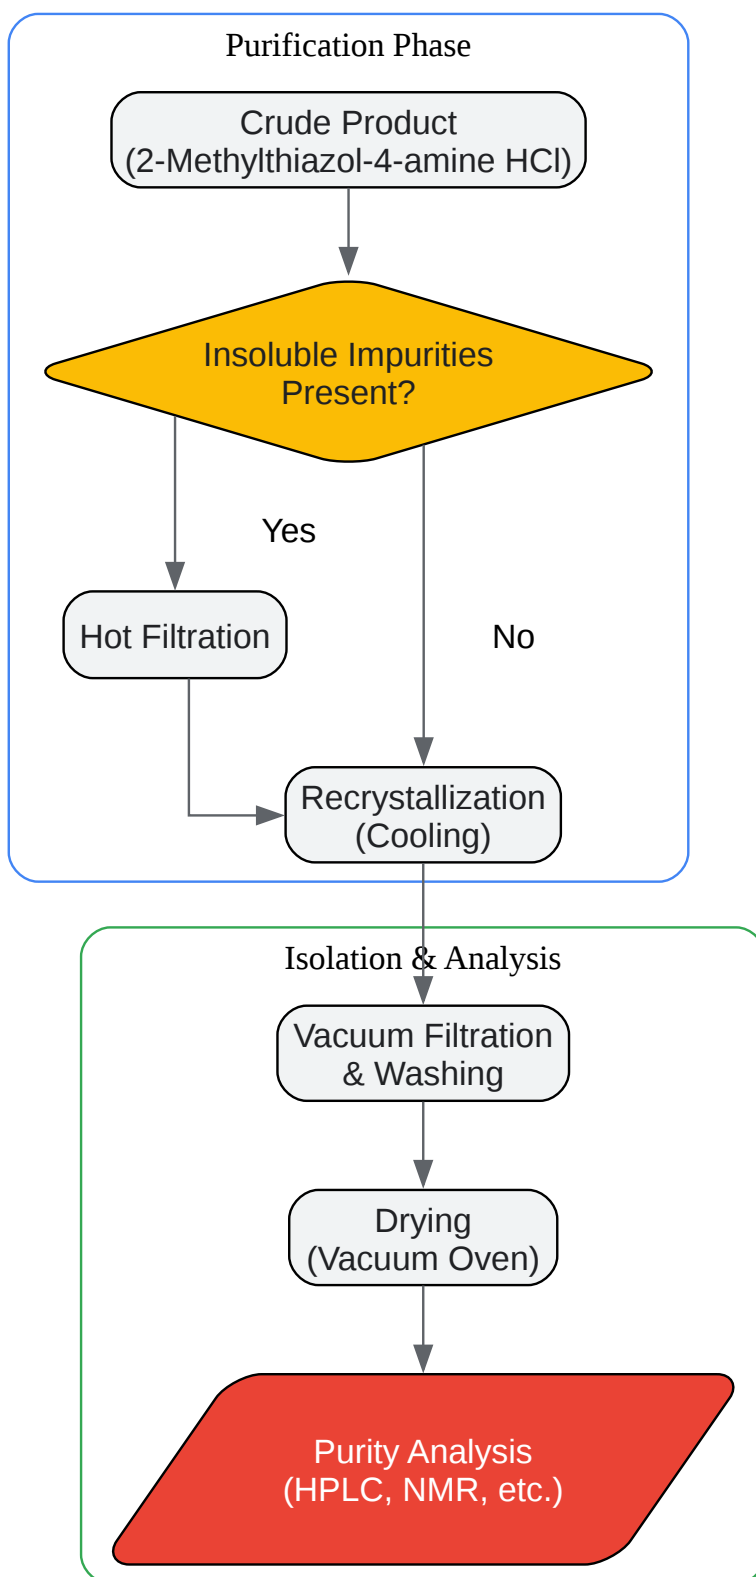 Purification Phase
Crude Product
(2-Methylthiazol-4-amine HCl)
Insoluble Impurities
Present?
Yes
Hot Filtration
No
Recrystallization
(Cooling)
Isolation & Analysis
Vacuum Filtration
& Washing
Drying
(Vacuum Oven)
Purity Analysis
(HPLC, NMR, etc.)